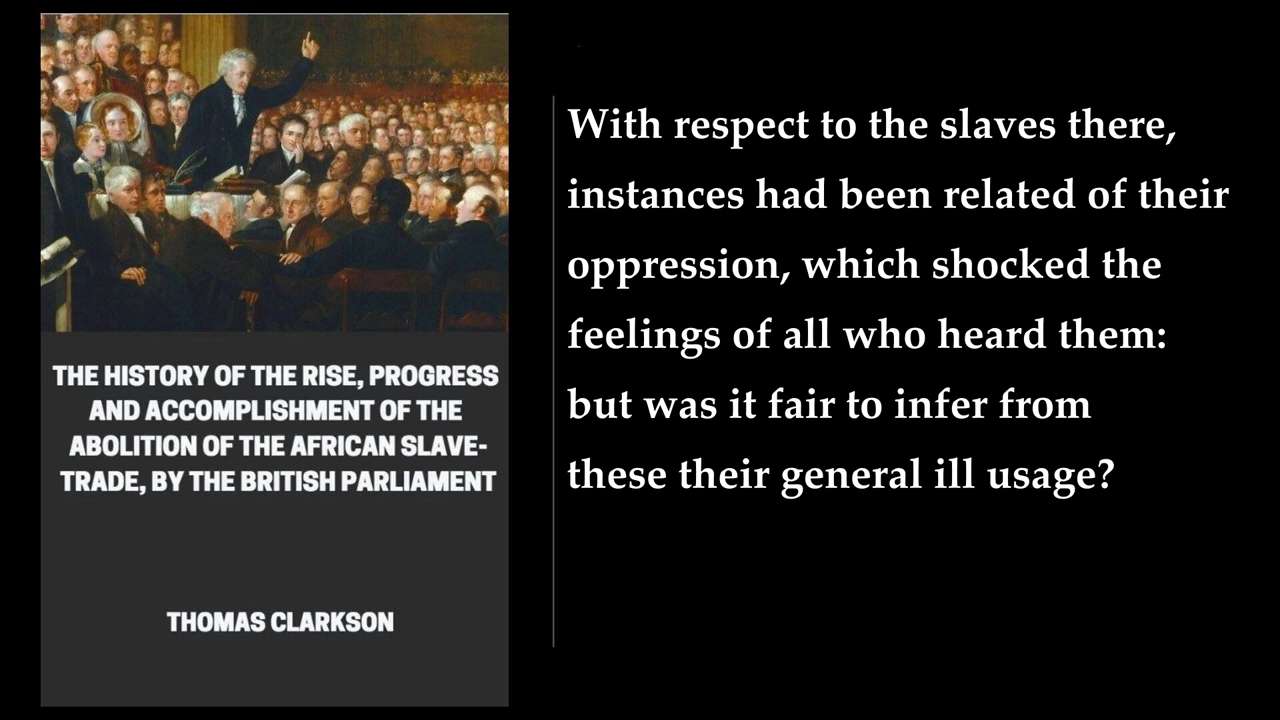 THE HISTORY OF THE RISE, PROGRESS
AND ACCOMPLISHMENT OF THE
ABOLITION OF THE AFRICAN SLAVE-
TRADE, BY THE BRITISH PARLIAMENT
THOMAS CLARKSON
With respect to the slaves there,
instances had been related of their
oppression, which shocked the
feelings of all who heard them:
but was it fair to infer from
these their general ill usage?